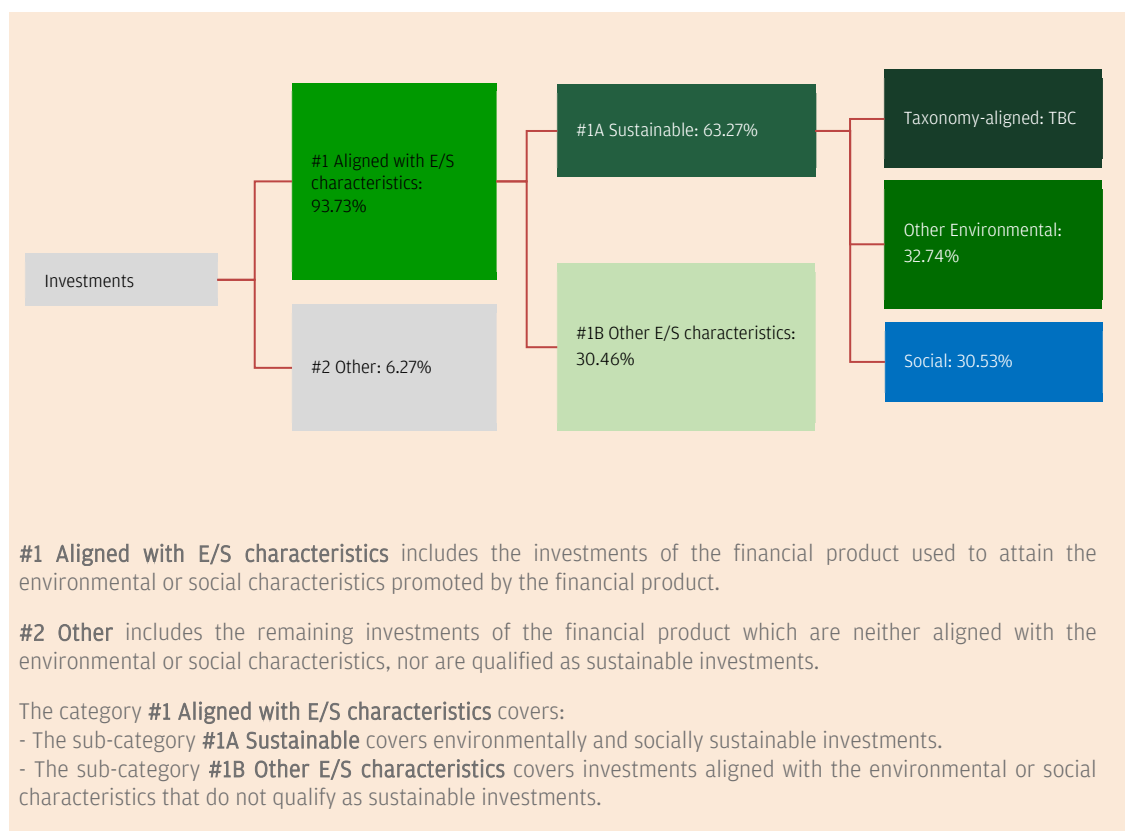 Investments
#1 Aligned with E/S
characteristics:
93.73%
#2 Other: 6.27%
#1A Sustainable: 63.27%
#1B Other E/S characteristics:
30.46%
Taxonomy-aligned: TBC
Other Environmental:
32.74%
Social: 30.53%
#1 Aligned with E/S characteristics includes the investments of the financial product used to attain the
environmental or social characteristics promoted by the financial product.
#2 Other includes the remaining investments of the financial product which are neither aligned with the
environmental or social characteristics, nor are qualified as sustainable investments.
The category #1 Aligned with E/S characteristics covers:
- The sub-category #1A Sustainable covers environmentally and socially sustainable investments.
- The sub-category #1B Other E/S characteristics covers investments aligned with the environmental or social
characteristics that do not qualify as sustainable investments.